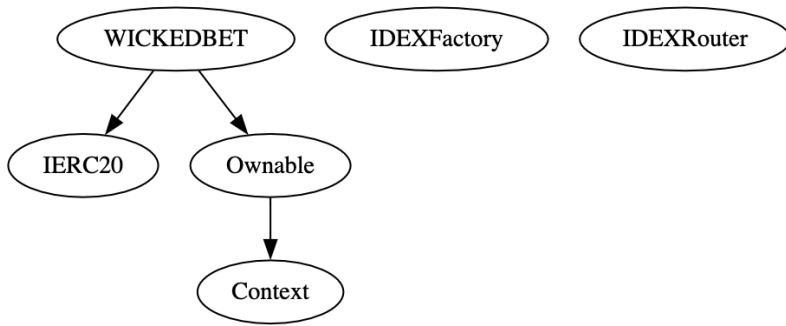 WICKEDBET
IDEXFactory
IDEXRouter
IERC20
Ownable
Context